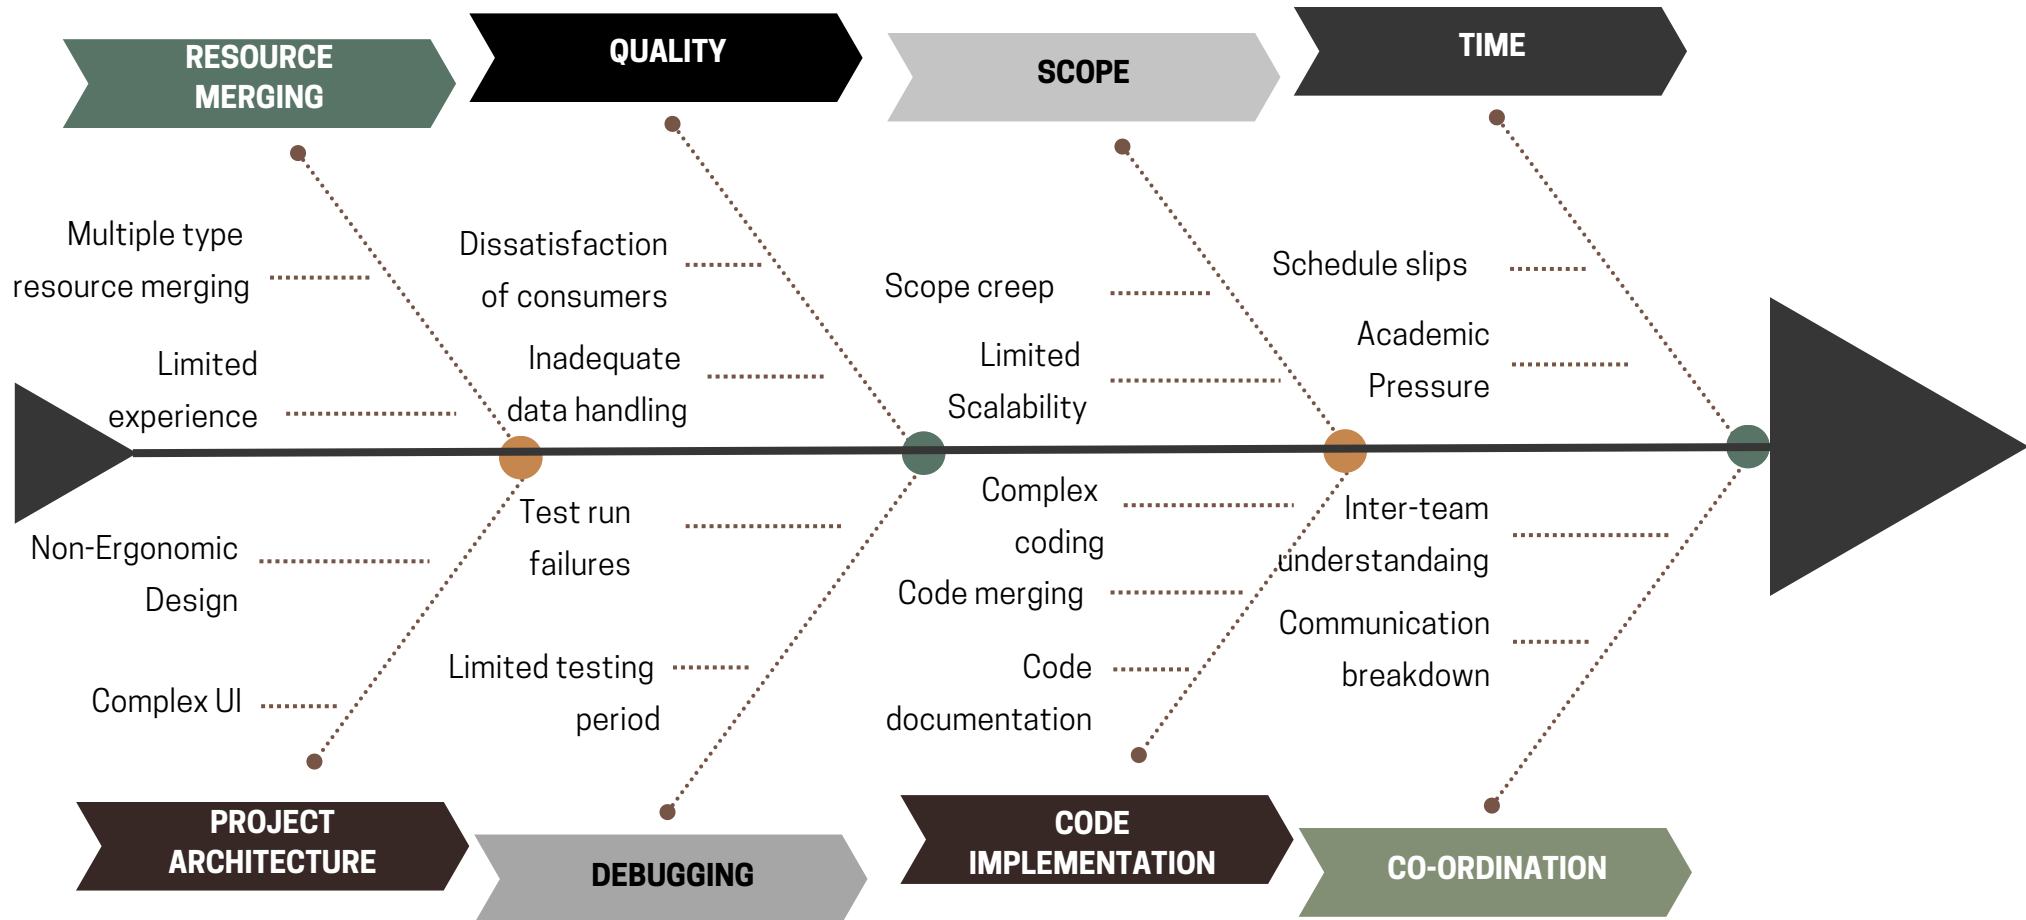 RESOURCE
MERGING
QUALITY
SCOPE
TIME
Multiple type
resource merging
Limited
experience
Dissatisfaction
of consumers
Inadequate
data handling
Scope creep
Limited
Scalability
Schedule slips
Academic
Pressure
Non-Ergonomic
Design
Complex UI
Test run
failures
Limited testing
period
Complex
coding
Code merging
Code
documentation
Inter-team
understandaing
Communication
breakdown
PROJECT
ARCHITECTURE
DEBUGGING
CODE
IMPLEMENTATION
CO-ORDINATION